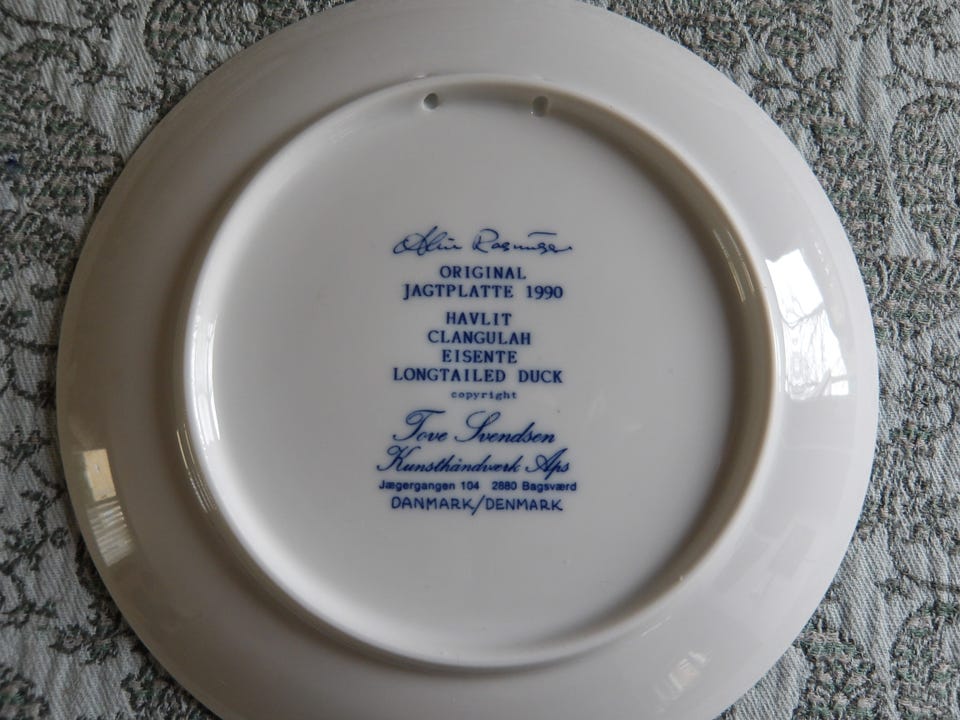 ORIGINAL
JAGTPLATTE 1990
HAVLIT
CLANGULAH
EISENTE
LONGTAILED DUCK
copyright
Tove Svendsen
Kunsthåndværk Aps
Jægergangen 104 2880 Bagsværd
DANMARK/DENMARK